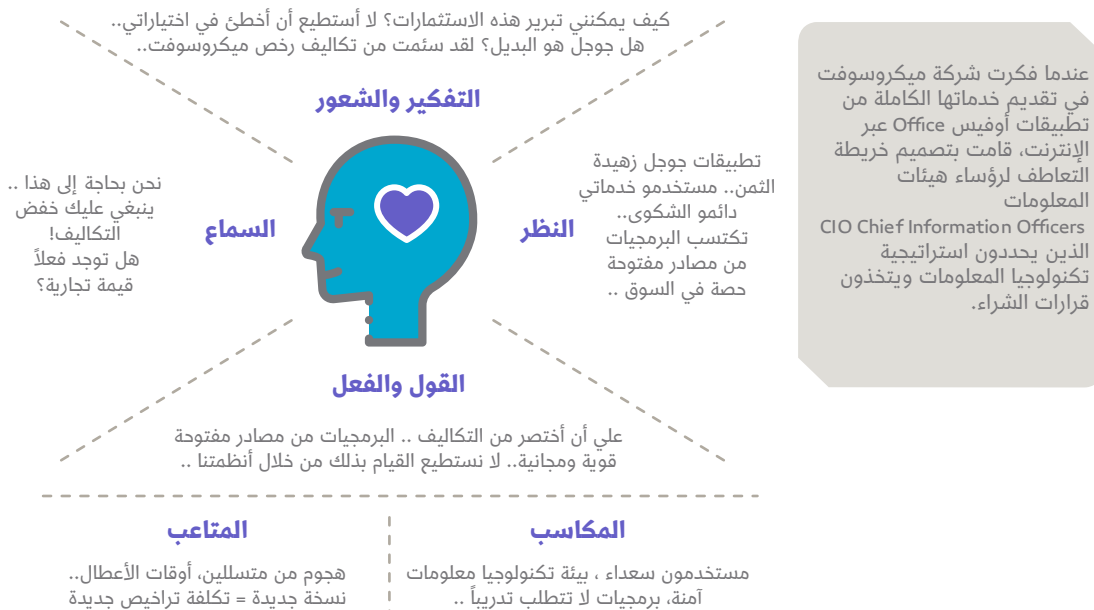 كيف يمكنني تبرير هذه الاستثمارات؟ لا أستطيع أن أخطئ في اختياراتي..
هل جوجل هو البديل؟ لقد سئمت من تكاليف رخص ميكروسوفت..
التفكير والشعور
تطبيقات جوجل زهيدة
الثمن.. مستخدمو خدماتي
دائمو الشكوى..
تكتسب البرمجيات
من مصادر مفتوحة
حصة في السوق ..
النظر
السماع
نحن بحاجة إلى هذا ..
ينبغي عليك خفض
التكاليف!
هل توجد فعلاً
قيمة تجارية؟
القول والفعل
علي أن أختصر من التكاليف .. البرمجيات من مصادر مفتوحة
قوية ومجانية.. لا نستطيع القيام بذلك من خلال أنظمتنا ..
المكاسب
مستخدمون سعداء ، بيئة تكنولوجيا معلومات
آمنة، برمجيات لا تتطلب تدريباً ..
المتاعب
هجوم من متسللين، أوقات الأعطال..
نسخة جديدة = تكلفة تراخيص جديدة
عندما فكرت شركة ميكروسوفت
في تقديم خدماتها الكاملة من
تطبيقات أوفيس Office عبر
الإنترنت، قامت بتصميم خريطة
التعاطف لرؤساء هيئات
المعلومات
CIO Chief Information Officers
الذين يحددون استراتيجية
تكنولوجيا المعلومات ويتخذون
قرارات الشراء.